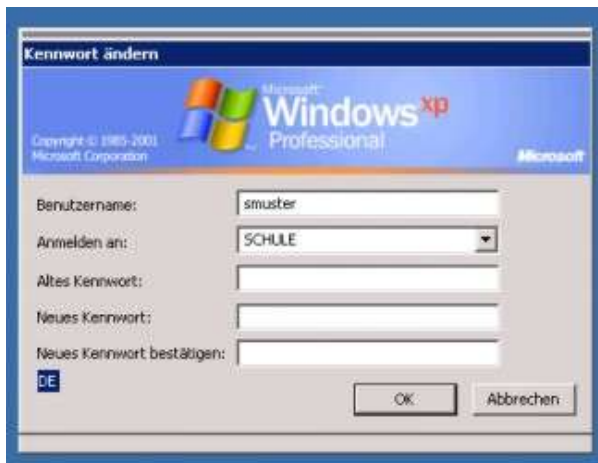 Kennwort ändern
Microsoft
Windows xp
Professional
Copyright © 1985-2001
Microsoft Corporation
Microsoft
Benutzername:
smuster
Anmelden an:
SCHULE
Altes Kennwort:
Neues Kennwort:
Neues Kennwort bestätigen:
DE
OK
Abbrechen